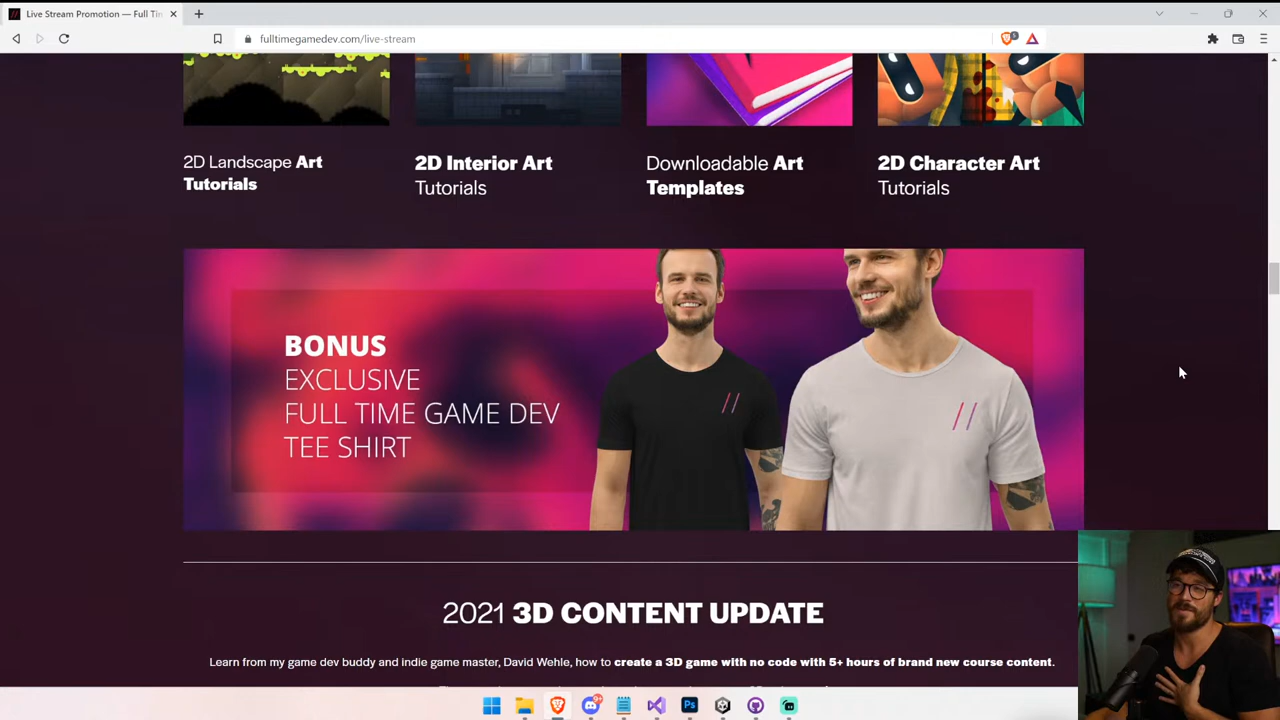 Live Stream Promotion — Full Tim
fulltimegamedev.com/live-stream
2D Landscape Art
Tutorials
2D Interior Art
Tutorials
Downloadable Art
Templates
2D Character Art
Tutorials
BONUS
EXCLUSIVE
FULL TIME GAME DEV
TEE SHIRT
2021 3D CONTENT UPDATE
Learn from my game dev buddy and indie game master, David Wehle, how to create a 3D game with no code with 5+ hours of brand new course content.
Ps